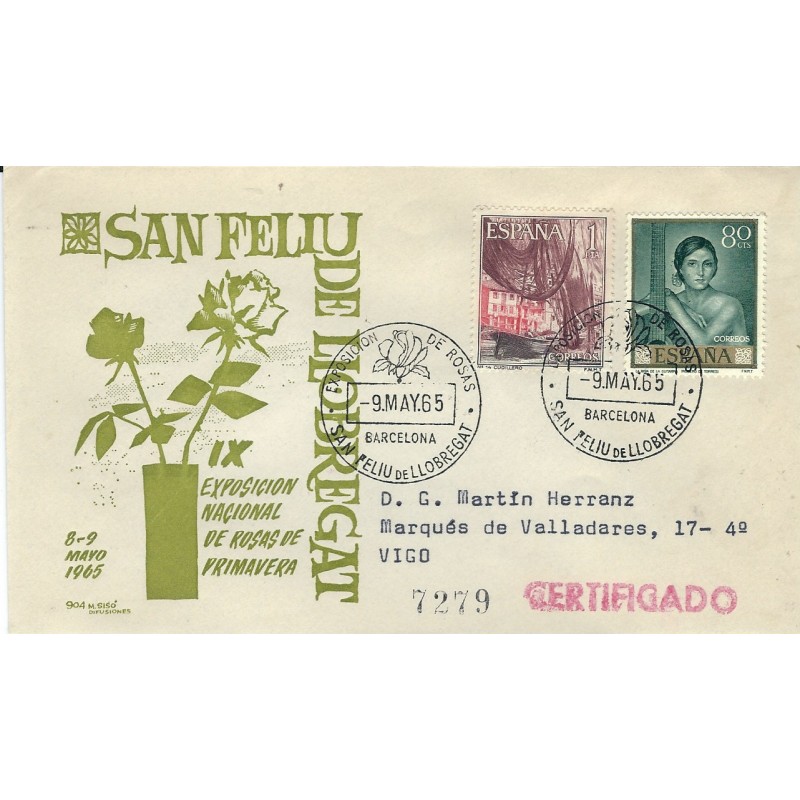 SAN FELIU
DE LLOBREGAT
IX
EXPOSICION
NACIONAL
DE ROSAS DE
PRIMAVERA
8-9
MAYO
1965
904 M. SISÓ
DIFUSIONES
ESPAÑA
1
PTA
CORREOS
CUDILLERO
F.N.M.T.
80
CTS
CORREOS
ESPAÑA
EXPOSICION DE ROSAS
-9.MAY.65
BARCELONA
SAN FELIU DE LLOBREGAT
EXPOSICION DE ROSAS
-9.MAY.65
BARCELONA
SAN FELIU DE LLOBREGAT
D. G. Martín Herranz
Marqués de Valladares, 17- 4º
VIGO
7279
CERTIFICADO